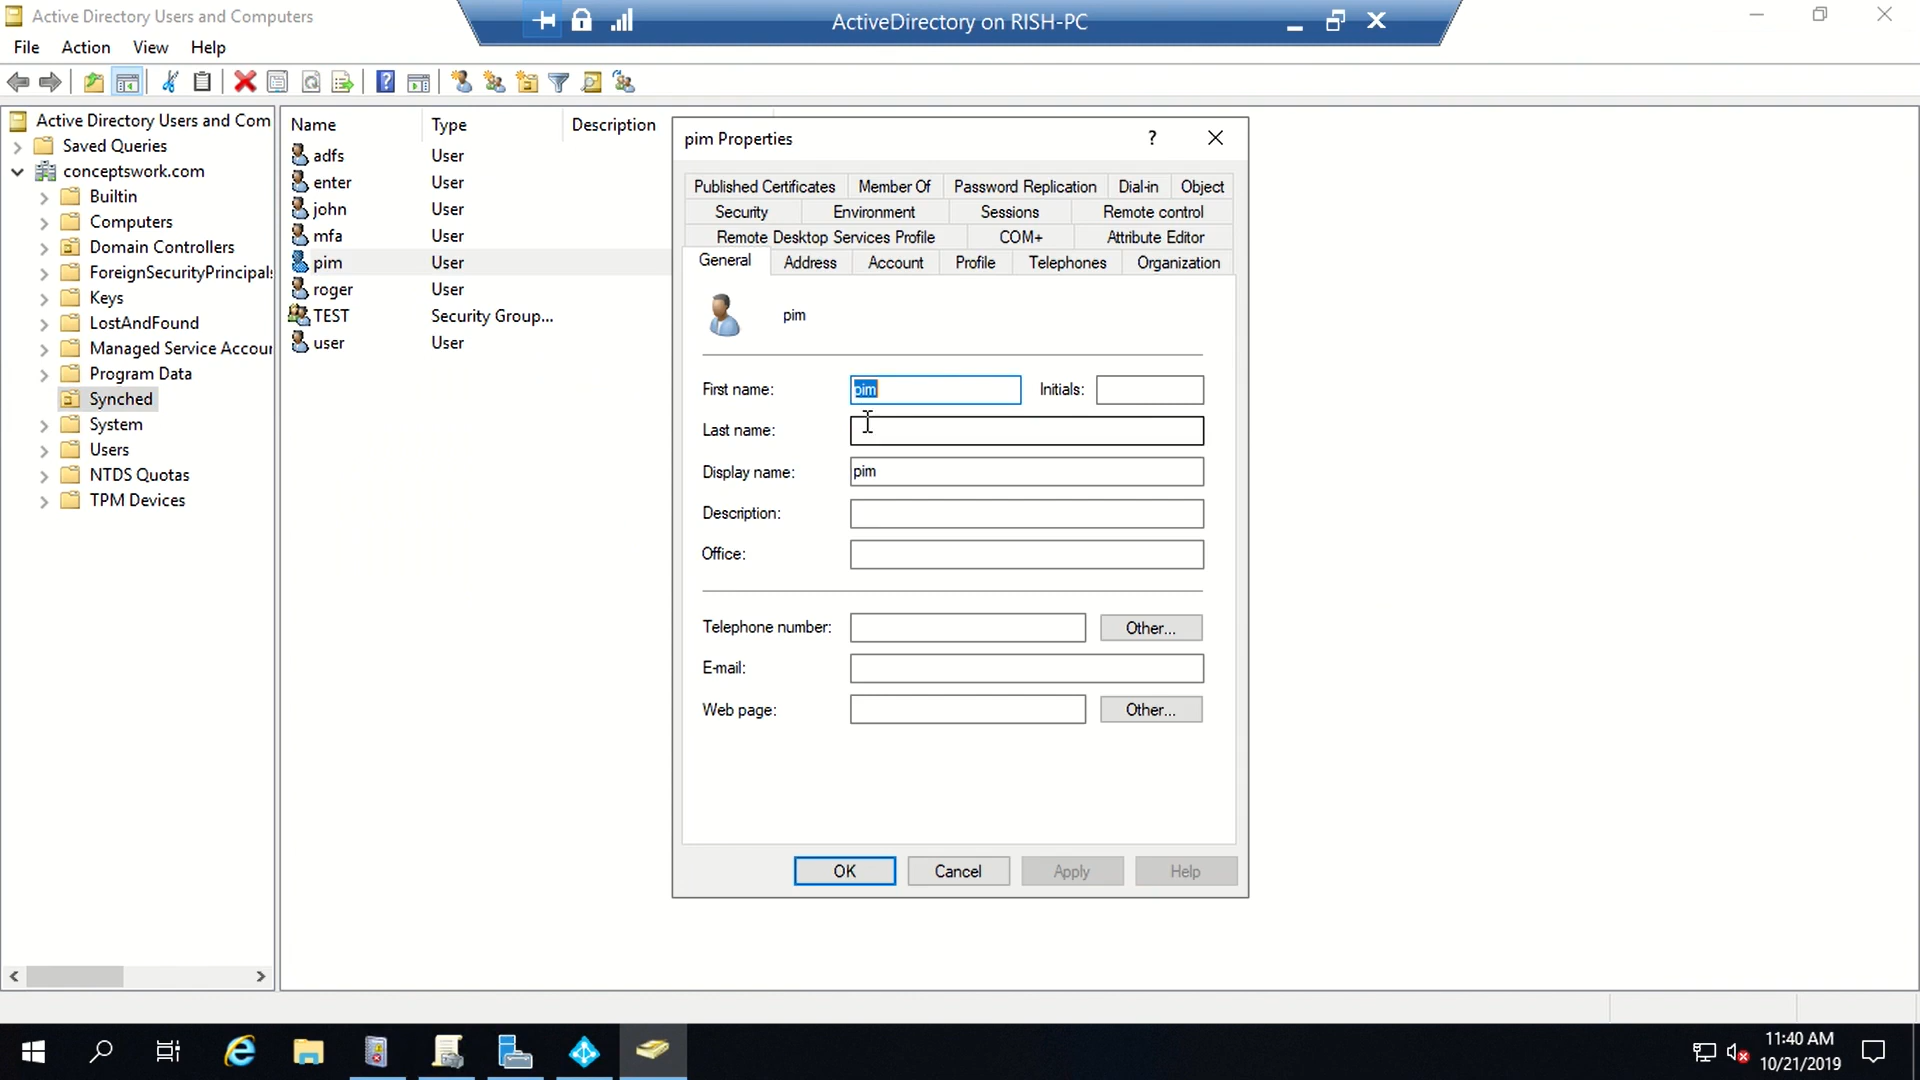 Active Directory Users and Computers
ActiveDirectory on RISH-PC
File Action View Help
Active Directory Users and Com
Saved Queries
conceptswork.com
Builtin
Computers
Domain Controllers
ForeignSecurityPrincipals
Keys
LostAndFound
Managed Service Accoun
Program Data
Synched
System
Users
NTDS Quotas
TPM Devices
Name Type Description
adfs User
enter User
john User
mfa User
pim User
roger User
TEST Security Group...
user User
pim Properties ?
Published Certificates Member Of Password Replication Dial-in Object
Security Environment Sessions Remote control
Remote Desktop Services Profile COM+ Attribute Editor
General Address Account Profile Telephones Organization
pim
First name: pim Initials:
Last name:
Display name: pim
Description:
Office:
Telephone number: Other...
E-mail:
Web page: Other...
OK Cancel Apply Help
11:40 AM
10/21/2019